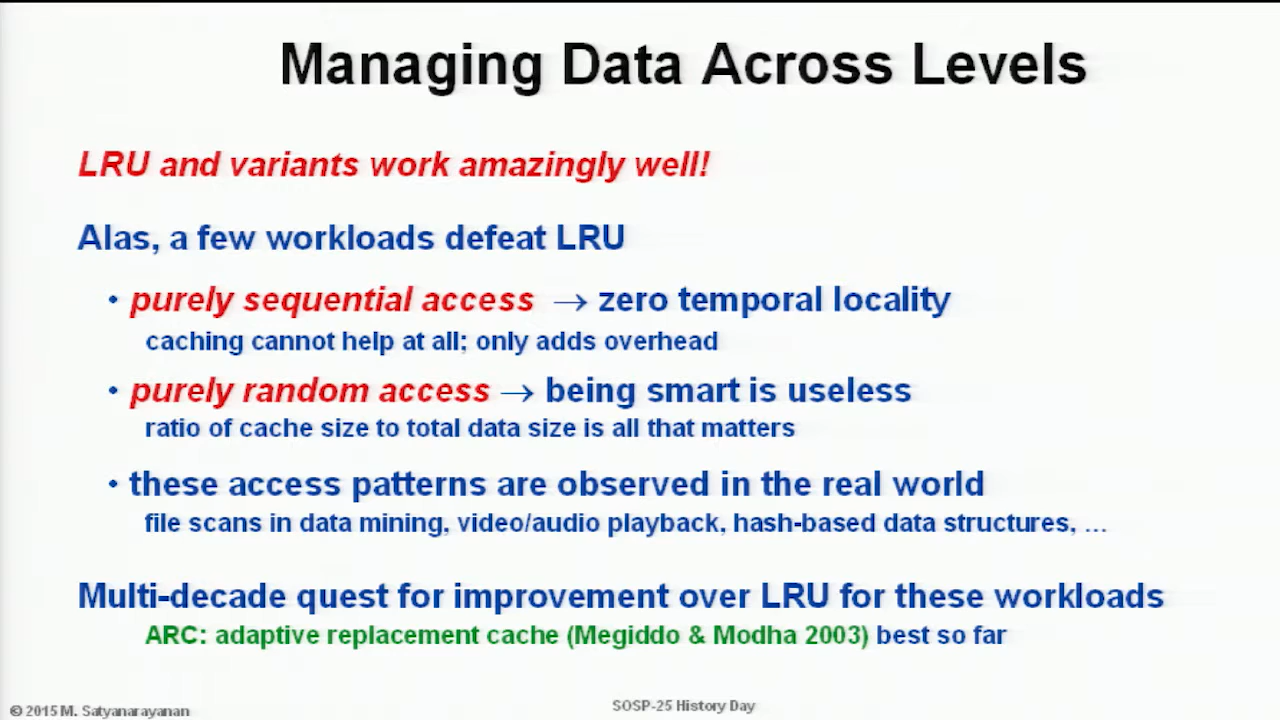 Managing Data Across Levels
LRU and variants work amazingly well!
Alas, a few workloads defeat LRU
• purely sequential access → zero temporal locality
caching cannot help at all; only adds overhead
• purely random access → being smart is useless
ratio of cache size to total data size is all that matters
• these access patterns are observed in the real world
file scans in data mining, video/audio playback, hash-based data structures, ...
Multi-decade quest for improvement over LRU for these workloads
ARC: adaptive replacement cache (Megiddo & Modha 2003) best so far
© 2015 M. Satyanarayanan
SOSP-25 History Day